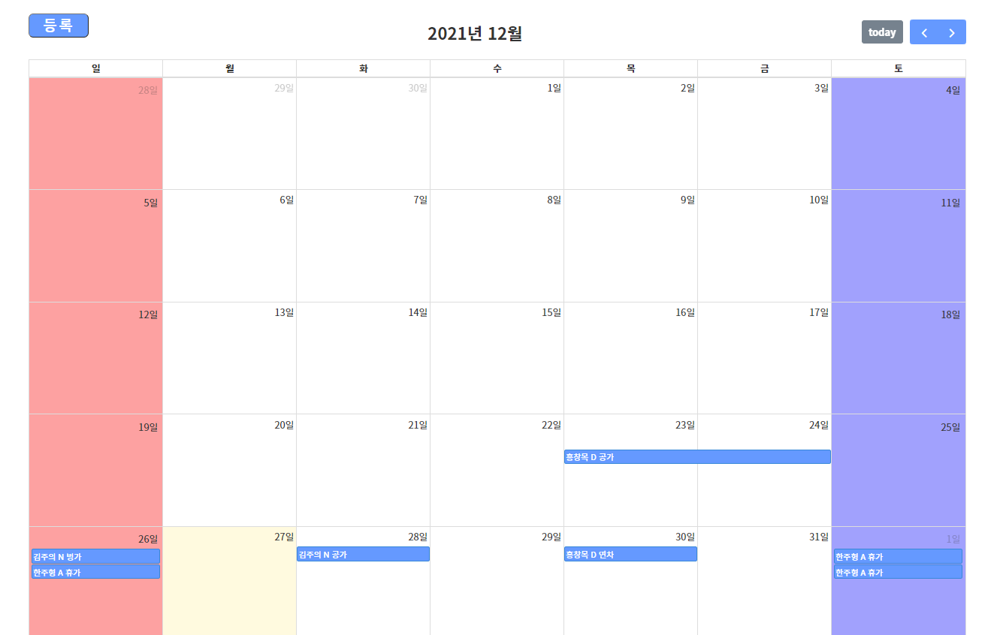 등록
2021년 12월
today
일 월 화 수 목 금 토
28일 29일 30일 1일 2일 3일 4일
5일 6일 7일 8일 9일 10일 11일
12일 13일 14일 15일 16일 17일 18일
19일 20일 21일 22일 23일 24일 25일
홍창목 D 공가
26일 27일 28일 29일 30일 31일 1일
김주의 N 병가 김주의 N 공가 홍창목 D 연차 한주형 A 휴가
한주형 A 휴가 한주형 A 휴가